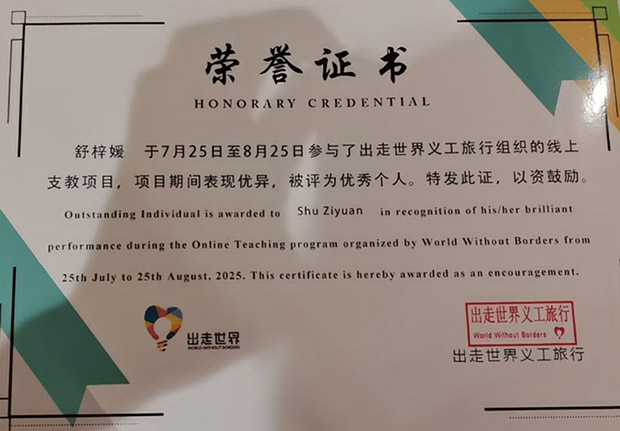 荣誉证书
HONORARY CREDENTIAL
舒梓媛 于7月25日至8月25日参与了出走世界义工旅行组织的线上
支教项目，项目期间表现优异，被评为优秀个人。特发此证，以资鼓励。
Outstanding Individual is awarded to Shu Ziyuan in recognition of his/her brilliant
performance during the Online Teaching program organized by World Without Borders from
25th July to 25th August, 2025. This certificate is hereby awarded as an encouragement.
出走世界
WORLD WITHOUT BORDERS
出走世界义工旅行
World Without Borders
出走世界义工旅行